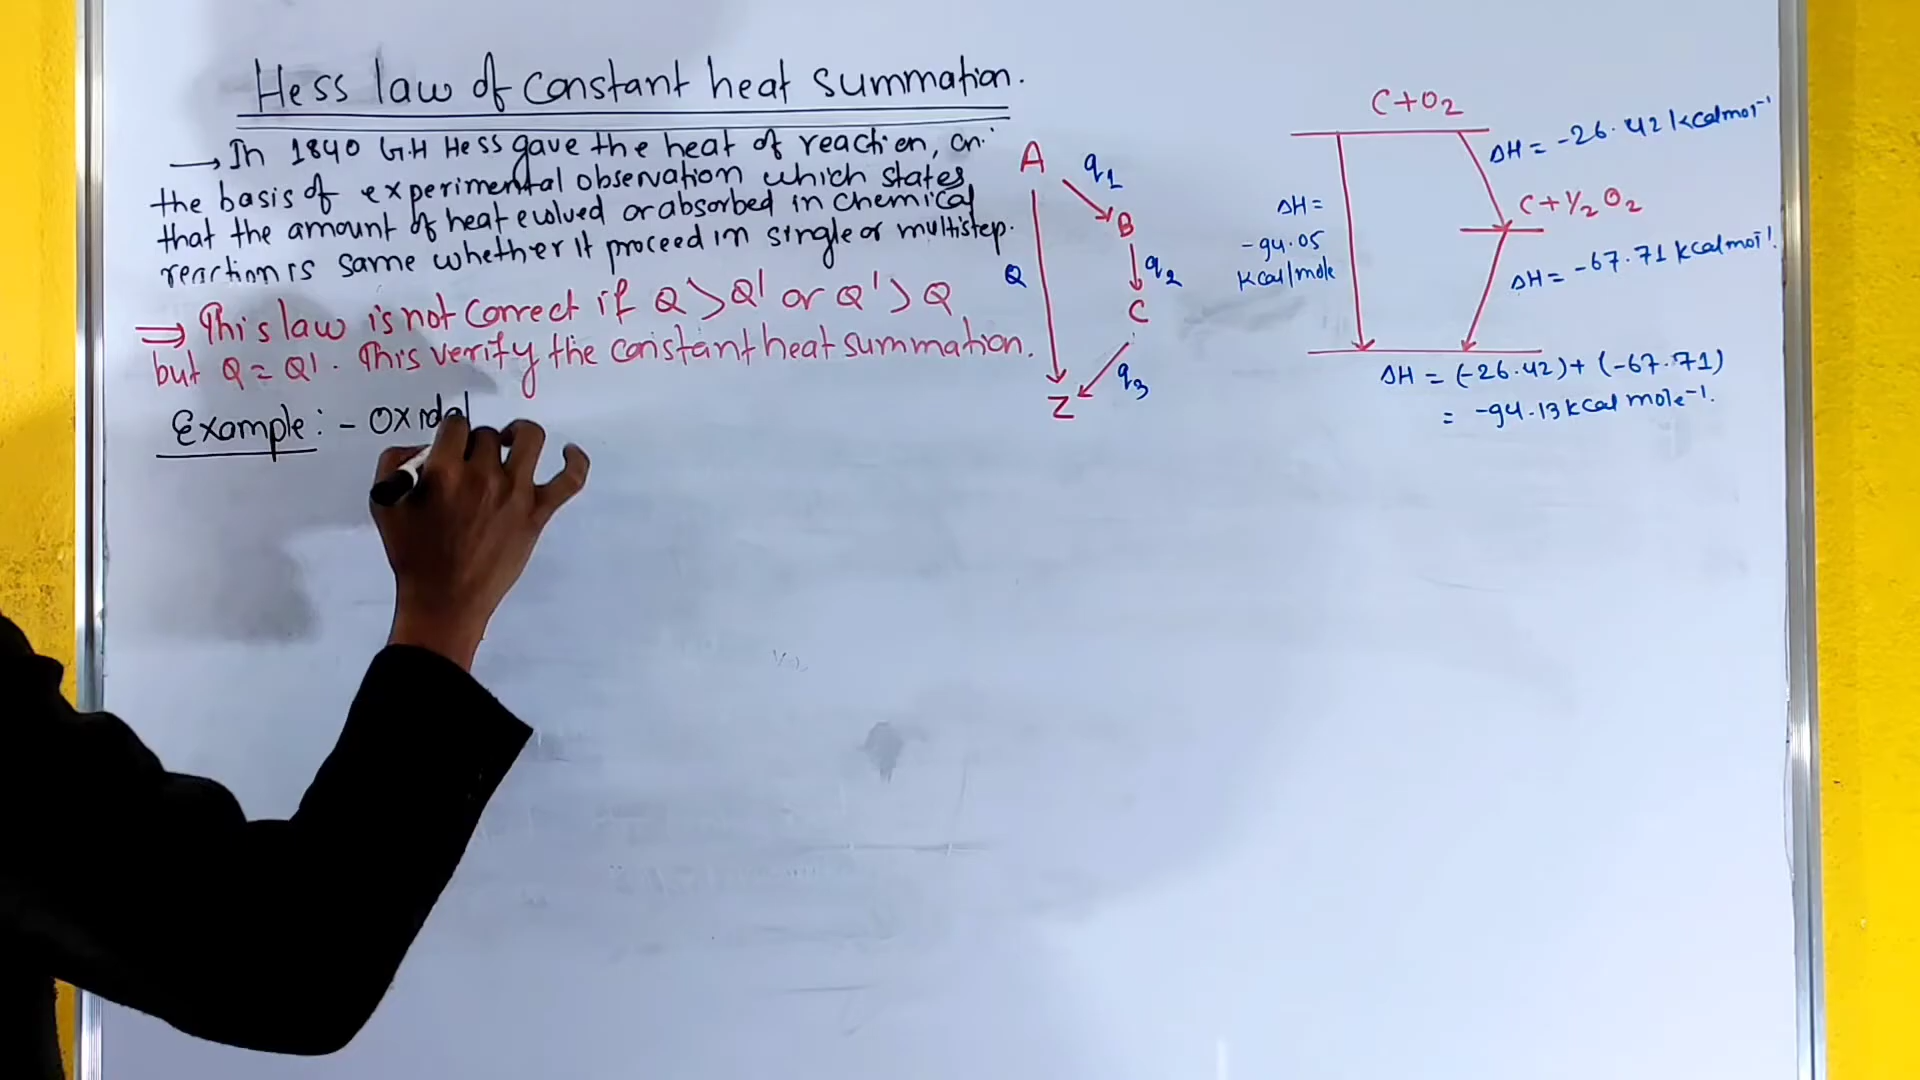 Hess law of constant heat summation.
→ In 1840 G.H Hess gave the heat of reaction, on
the basis of experimental observation which states
that the amount of heat evolved or absorbed in chemical
reaction is same whether it proceed in single or multistep.
⇒ This law is not correct if Q > Q' or Q' > Q
but Q = Q'. This verify the constant heat summation.
Example: - Oxidat
A
q1
B
Q
q2
C
q3
Z
C+O2
ΔH = -26.42 kcalmol-1
ΔH =
-94.05
Kcal/mole
C+1/2 O2
ΔH = -67.71 kcalmol-1.
ΔH = (-26.42)+(-67.71)
= -94.13 kcal mole-1.